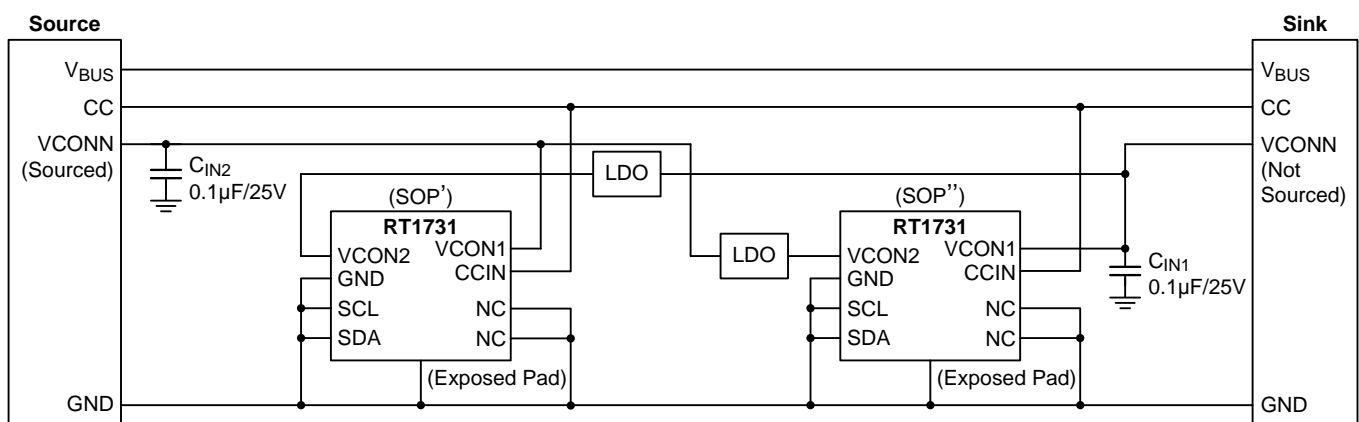 Source
Sink
VBUS
VBUS
CC
CC
VCONN
(Sourced)
VCONN
(Not
Sourced)
CIN2
0.1µF/25V
LDO
(SOP')
RT1731
VCON2
VCON1
GND
CCIN
SCL
NC
SDA
NC
(Exposed Pad)
LDO
(SOP'')
RT1731
VCON2
VCON1
GND
CCIN
SCL
NC
SDA
NC
(Exposed Pad)
CIN1
0.1µF/25V
GND
GND